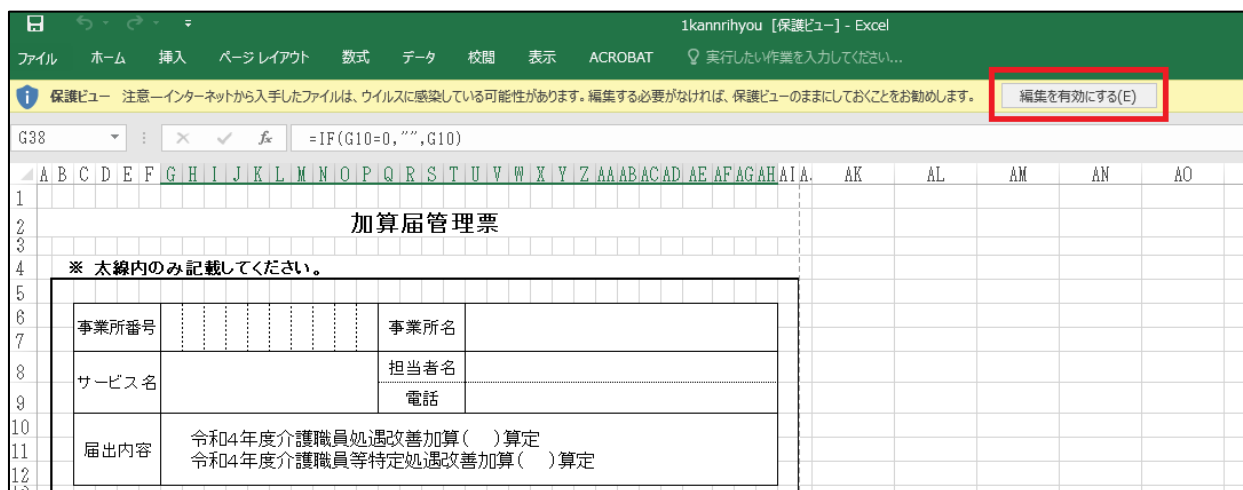 1kannrihyou [保護ビュー] - Excel
ファイル ホーム 挿入 ページ レイアウト 数式 データ 校閲 表示 ACROBAT 実行したい作業を入力してください...
保護ビュー 注意―インターネットから入手したファイルは、ウイルスに感染している可能性があります。編集する必要がなければ、保護ビューのままにしておくことをお勧めします。 編集を有効にする(E)
G38 fx =IF(G10=0,"",G10)
A B C D E F G H I J K L M N O P Q R S T U V W X Y Z AA AB AC AD AE AF AG AH AI A. AK AL AM AN AO
1
2 加算届管理票
3
4 ※ 太線内のみ記載してください。
5
6 事業所番号 事業所名
7
8 サービス名 担当者名
9 電話
10 届出内容 令和4年度介護職員処遇改善加算( )算定
11 令和4年度介護職員等特定処遇改善加算( )算定
12